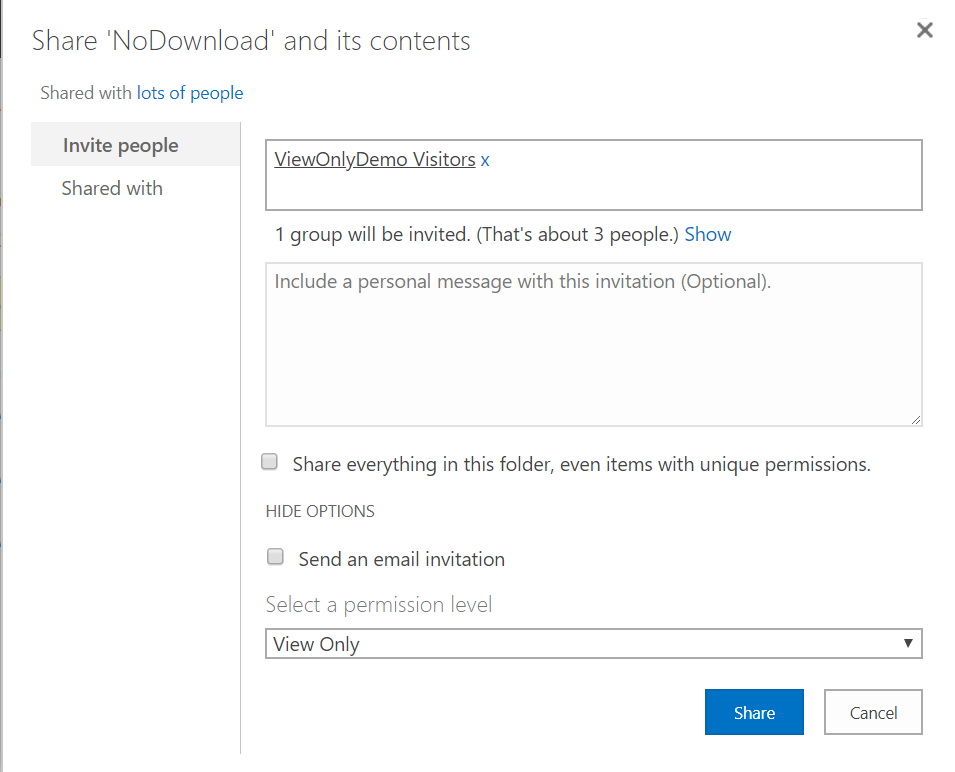 Share 'NoDownload' and its contents
Shared with lots of people
Invite people
Shared with
ViewOnlyDemo Visitors x
1 group will be invited. (That's about 3 people.) Show
Include a personal message with this invitation (Optional).
Share everything in this folder, even items with unique permissions.
HIDE OPTIONS
Send an email invitation
Select a permission level
View Only
Share
Cancel